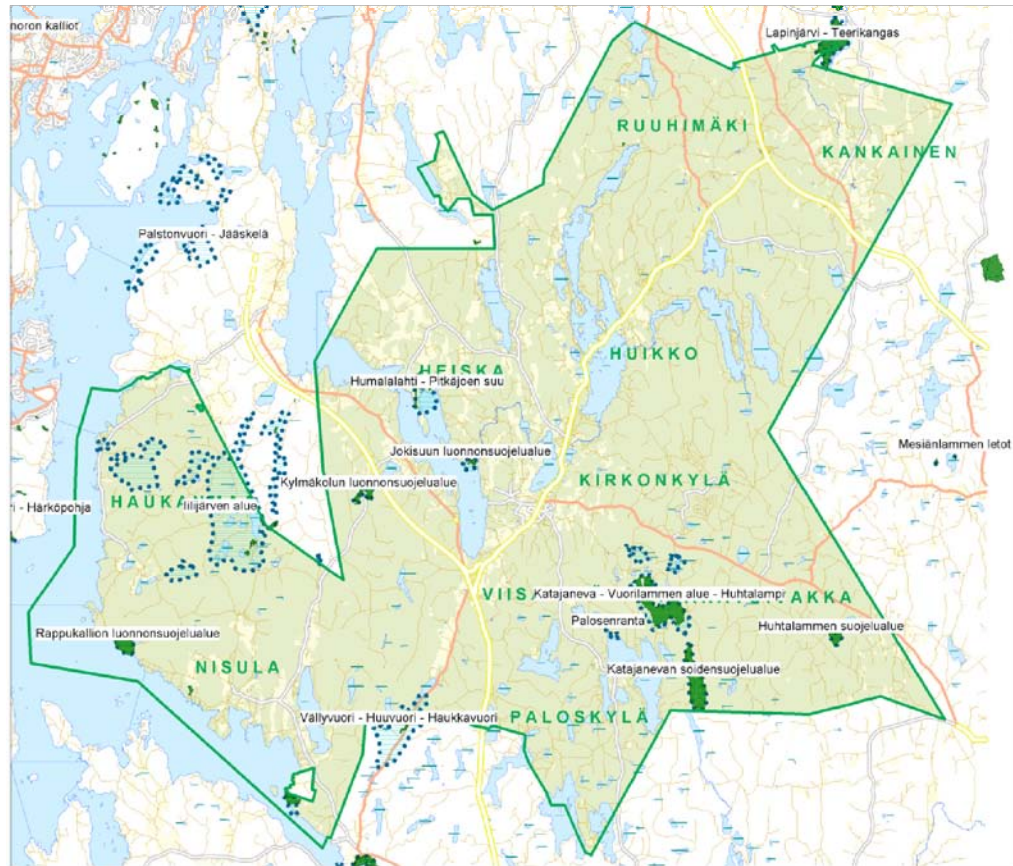 noron kalliot
Lapinjärvi - Teerikangas
RUUHIMÄKI
KANKAINEN
Palstonvuori - Jääskelä
HUIKKO
HEISKA
Humalalahti - Pitkäjoen suu
Jokisuun luonnonsuojelualue
Mesiänlammen letot
Kylmäkolun luonnonsuojelualue
KIRKONKYLÄ
HAUKA
Iilijärven alue
ri - Härköpohja
VIIS
Katajaneva - Vuorilammen alue - Huhtalampi
AKKA
Palosenranta
Huhtalammen suojelualue
Rappukallion luonnonsuojelualue
NISULA
Katajanevan soidensuojelualue
Vällyvuori - Huuvuori - Haukkavuori
PALOSKYLÄ